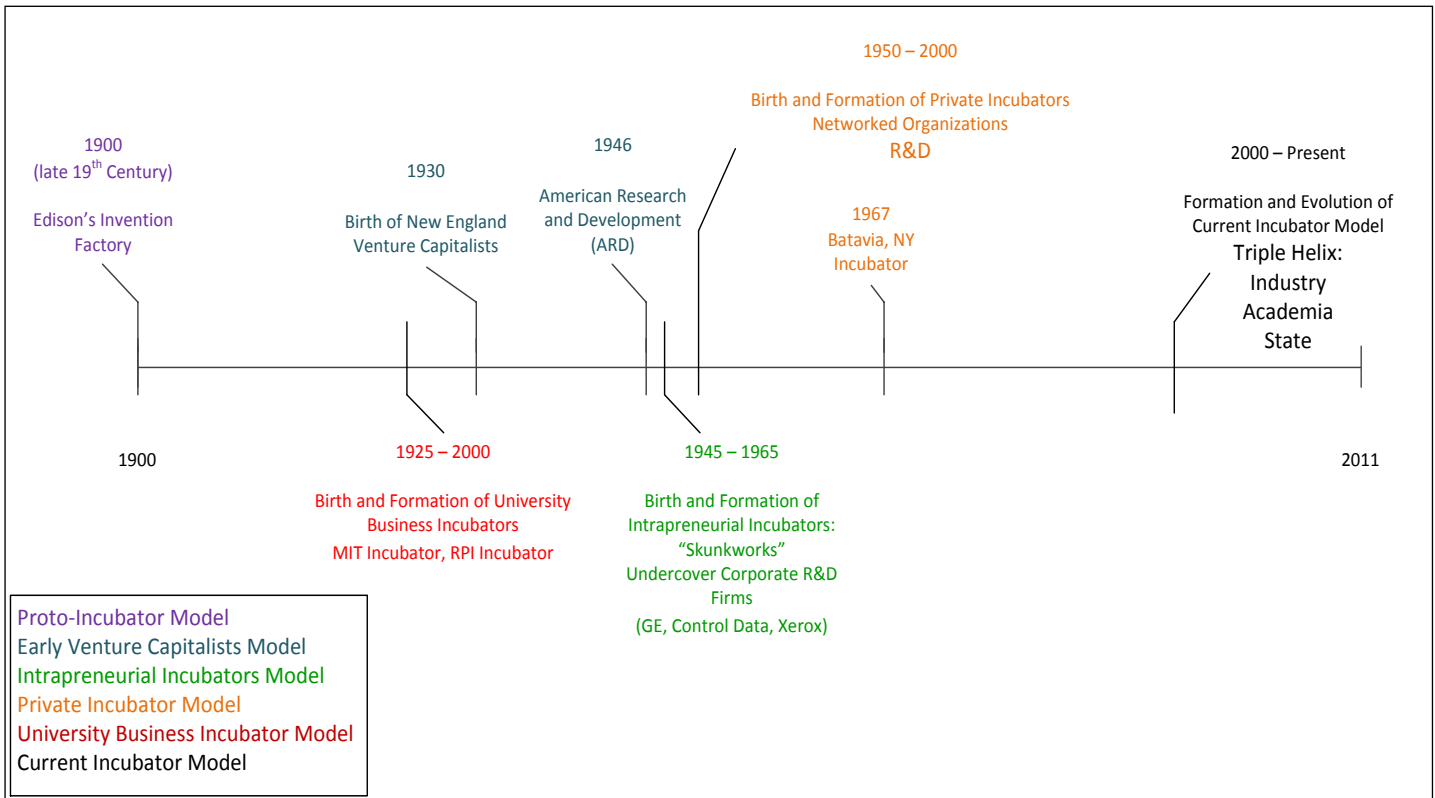 1900
(late 19th Century)
Edison's Invention
Factory
1930
Birth of New England
Venture Capitalists
1946
American Research
and Development
(ARD)
1950 – 2000
Birth and Formation of Private Incubators
Networked Organizations
R&D
1967
Batavia, NY
Incubator
2000 – Present
Formation and Evolution of
Current Incubator Model
Triple Helix:
Industry
Academia
State
1900
1925 – 2000
Birth and Formation of University
Business Incubators
MIT Incubator, RPI Incubator
1945 – 1965
Birth and Formation of
Intrapreneurial Incubators:
“Skunkworks”
Undercover Corporate R&D
Firms
(GE, Control Data, Xerox)
2011
Proto-Incubator Model
Early Venture Capitalists Model
Intrapreneurial Incubators Model
Private Incubator Model
University Business Incubator Model
Current Incubator Model